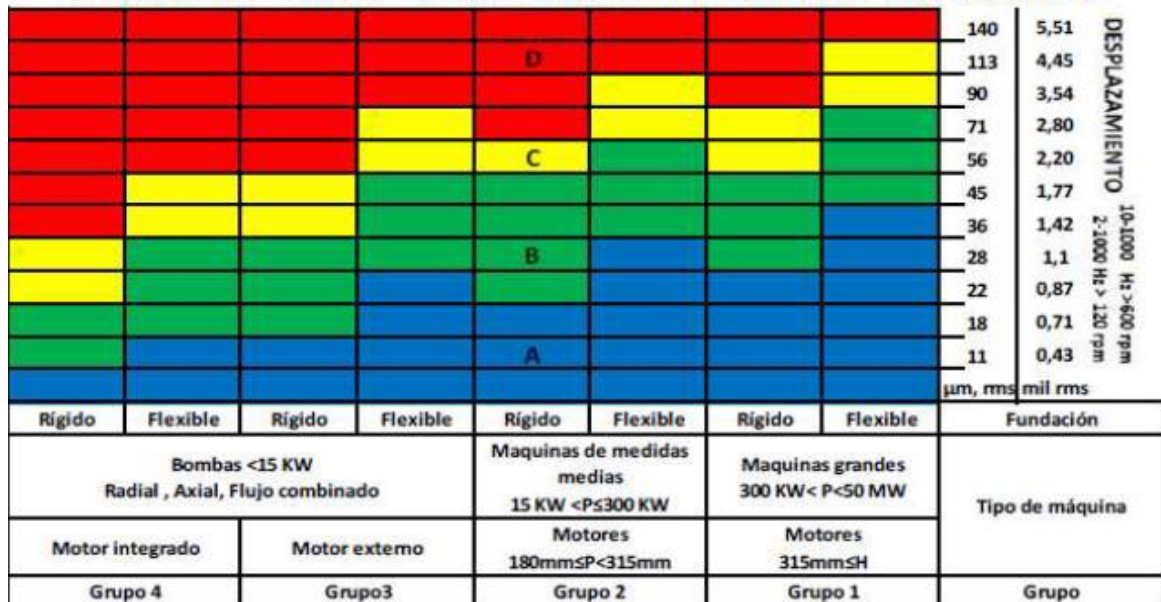 140 5,51
D 113 4,45
90 3,54
71 2,80
C 56 2,20
45 1,77
36 1,42
B 28 1,1
22 0,87
18 0,71
A 11 0,43
µm, rms mil rms
DESPLAZAMIENTO
10-1000 Hz >600 rpm
2-1000 Hz > 120 rpm
Rígido Flexible Rígido Flexible Rígido Flexible Rígido Flexible Fundación
Bombas <15 KW
Radial , Axial, Flujo combinado
Maquinas de medidas
medias
15 KW <P≤300 KW
Maquinas grandes
300 KW< P<50 MW
Tipo de máquina
Motor integrado
Motor externo
Motores
180mm≤P<315mm
Motores
315mm≤H
Grupo 4 Grupo3 Grupo 2 Grupo 1 Grupo